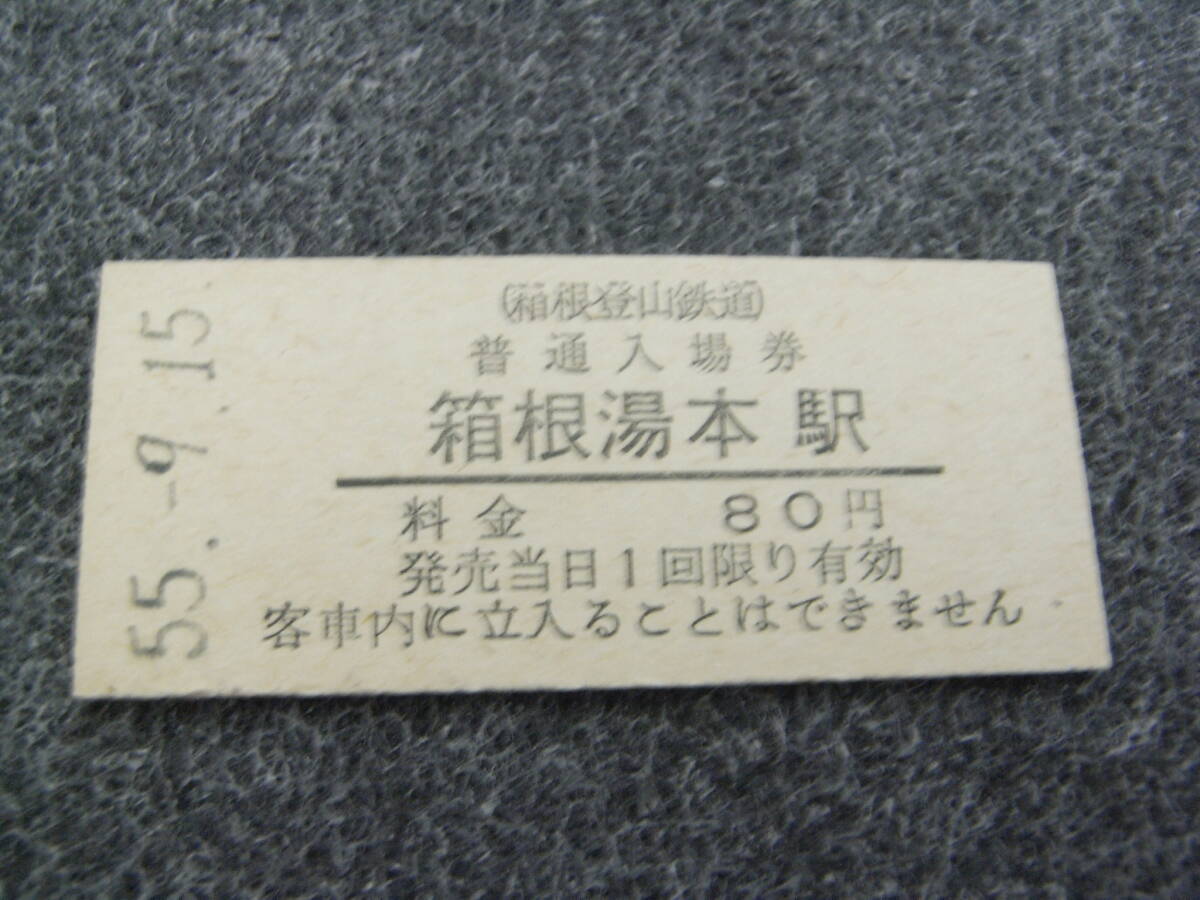 (箱根登山鉄道)
普通入場券
箱根湯本駅
料金 80円
発売当日1回限り有効
客車内に立入ることはできません
55.-9.15